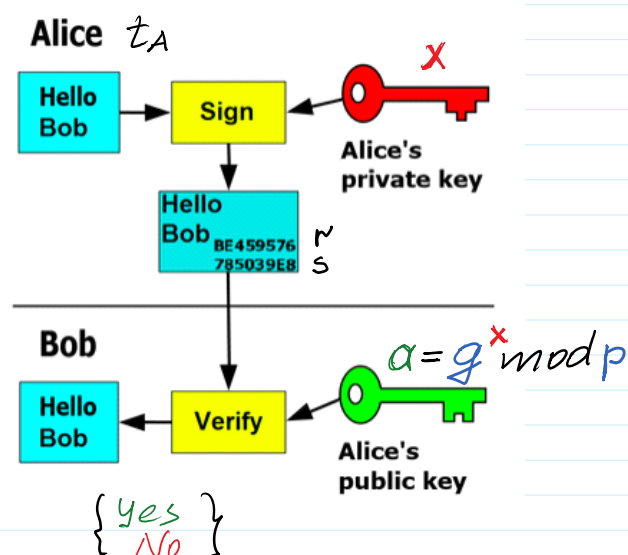 Alice t_A
x
Hello
Bob
Sign
Alice's
private key
Hello
Bob BE459576 r
785039E8 s
Bob
a = g^x mod p
Hello
Bob
Verify
Alice's
public key
{ yes }
No